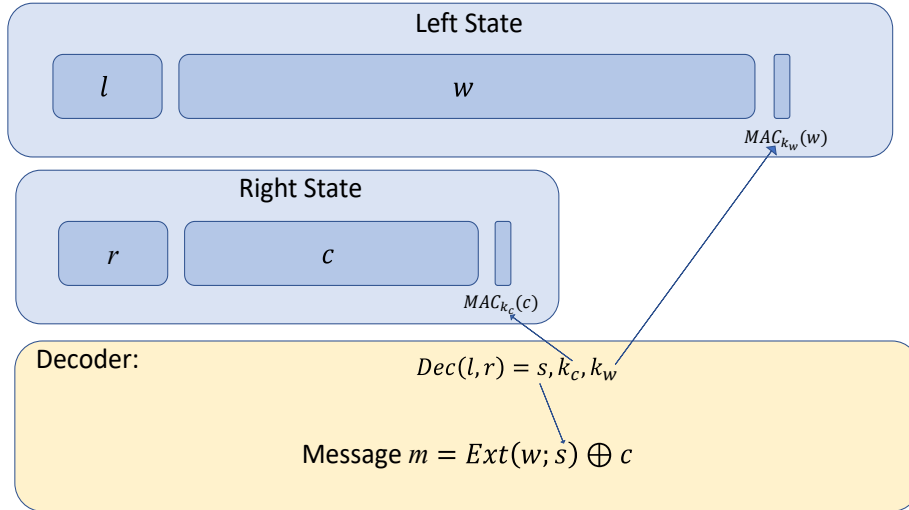 Left State
l w
MAC_{k_w}(w)
Right State
r c
MAC_{k_c}(c)
Decoder:
Dec(l, r) = s, k_c, k_w
Message m = Ext(w; s) ⊕ c